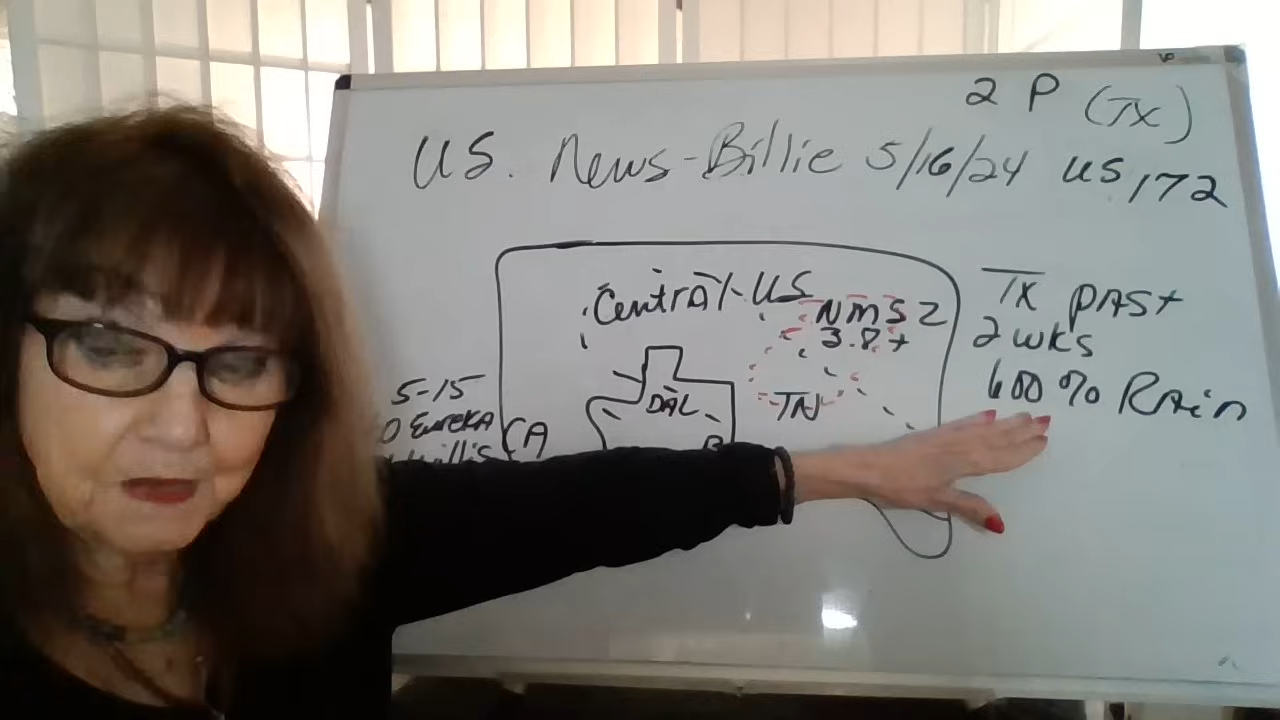 2 P (TX)
U.S. News-Billie 5/16/24 US 172
Central US
NMSZ
3.8+
TX PAST
2 wks
600% RAin
DAL
TN
5-15
EUREKA
CA